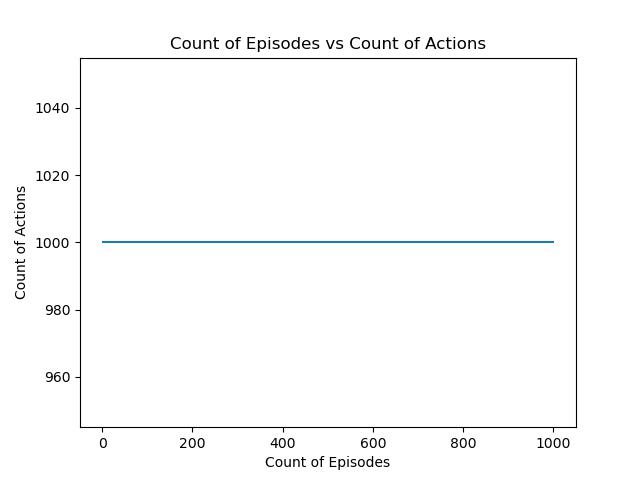 Count of Episodes vs Count of Actions
Count of Actions
1040
1020
1000
980
960
0 200 400 600 800 1000
Count of Episodes